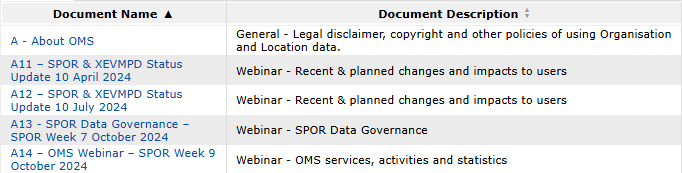 Document Name ▲ Document Description
A - About OMS
General - Legal disclaimer, copyright and other policies of using Organisation
and Location data.
A11 – SPOR & XEVMPD Status
Update 10 April 2024
Webinar - Recent & planned changes and impacts to users
A12 – SPOR & XEVMPD Status
Update 10 July 2024
Webinar - Recent & planned changes and impacts to users
A13 - SPOR Data Governance –
SPOR Week 7 October 2024
Webinar - SPOR Data Governance
A14 – OMS Webinar – SPOR Week 9
October 2024
Webinar - OMS services, activities and statistics